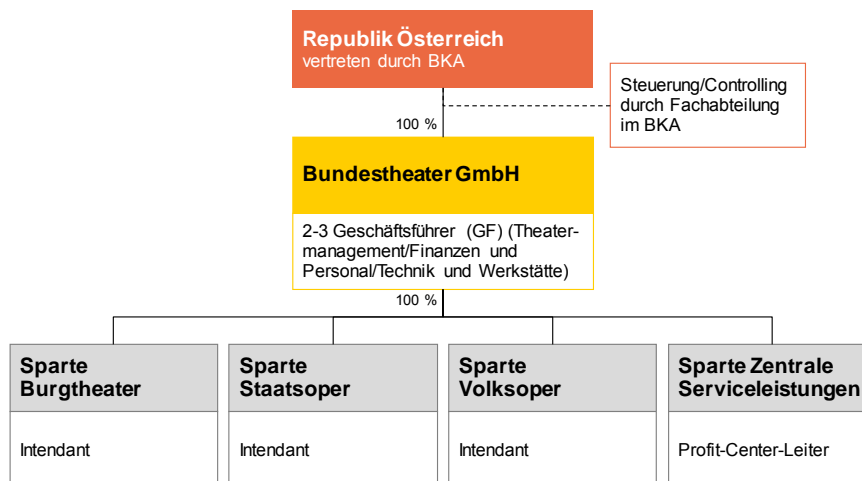 Republik Österreich
vertreten durch BKA
Steuerung/Controlling
durch Fachabteilung
im BKA
100 %
Bundestheater GmbH
2-3 Geschäftsführer (GF) (Theater-
management/Finanzen und
Personal/Technik und Werkstätte)
100 %
Sparte
Burgtheater
Intendant
Sparte
Staatsoper
Intendant
Sparte
Volksoper
Intendant
Sparte Zentrale
Serviceleistungen
Profit-Center-Leiter